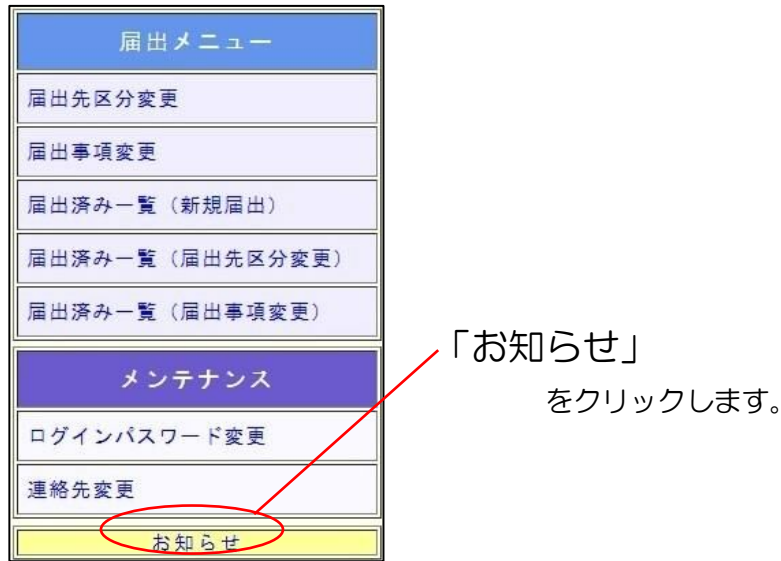 届出メニュー
届出先区分変更
届出事項変更
届出済み一覧（新規届出）
届出済み一覧（届出先区分変更）
届出済み一覧（届出事項変更）
メンテナンス
ログインパスワード変更
連絡先変更
お知らせ
「お知らせ」
をクリックします。